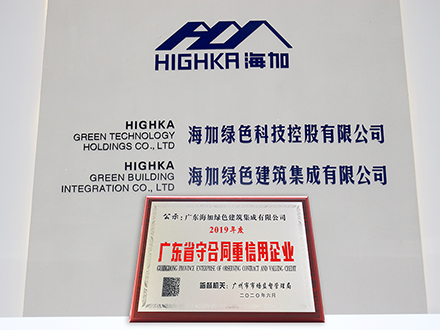 HIGHKA 海加
HIGHKA
GREEN TECHNOLOGY
HOLDINGS CO., LTD
海加绿色科技控股有限公司
HIGHKA
GREEN BUILDING
INTEGRATION CO., LTD
海加绿色建筑集成有限公司
公示：广东海加绿色建筑集成有限公司
2019年度
广东省守合同重信用企业
GUANGDONG PROVINCE ENTERPRISE OF OBSERVING CONTRACT AND VALUING CREDIT
监督机关：广州市市场监督管理局
二〇二〇年六月